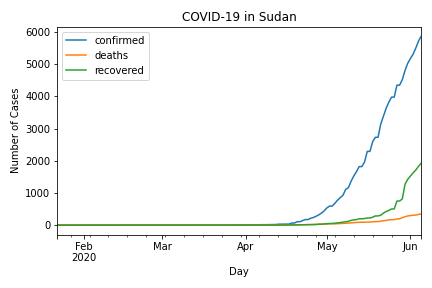 COVID-19 in Sudan
confirmed
deaths
recovered
Number of Cases
6000
5000
4000
3000
2000
1000
0
Feb Mar Apr May Jun
2020
Day